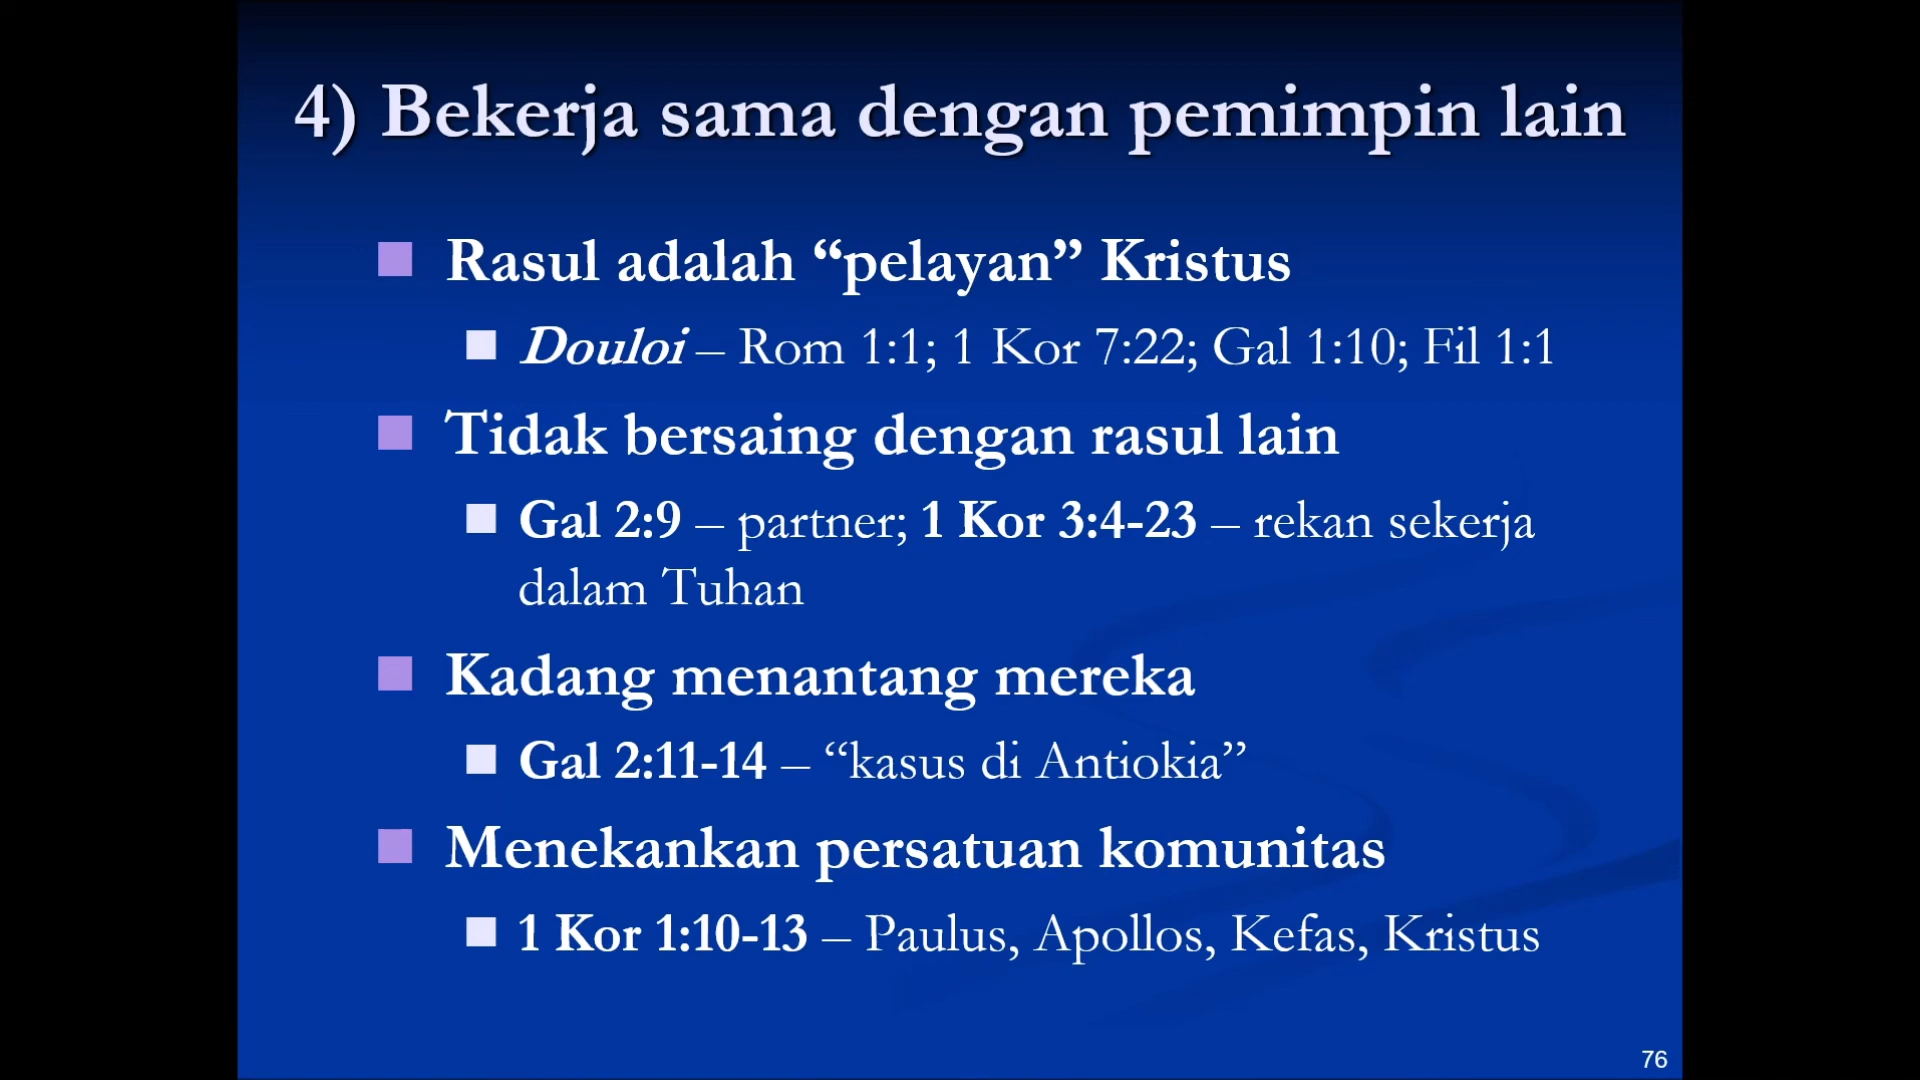 4) Bekerja sama dengan pemimpin lain
Rasul adalah “pelayan” Kristus
Douloi – Rom 1:1; 1 Kor 7:22; Gal 1:10; Fil 1:1
Tidak bersaing dengan rasul lain
Gal 2:9 – partner; 1 Kor 3:4-23 – rekan sekerja
dalam Tuhan
Kadang menantang mereka
Gal 2:11-14 – “kasus di Antiokia”
Menekankan persatuan komunitas
1 Kor 1:10-13 – Paulus, Apollos, Kefas, Kristus
76